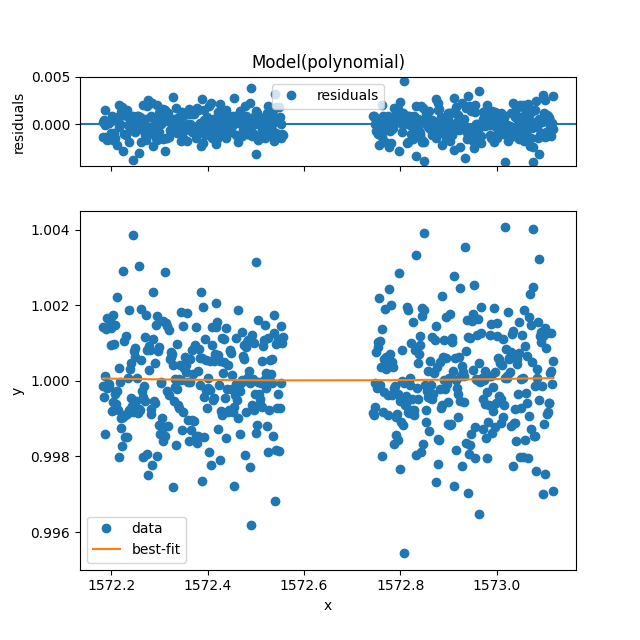 Model(polynomial)
0.005
0.000
residuals
residuals
1.004
1.002
1.000
0.998
0.996
y
data
best-fit
1572.2 1572.4 1572.6 1572.8 1573.0
x